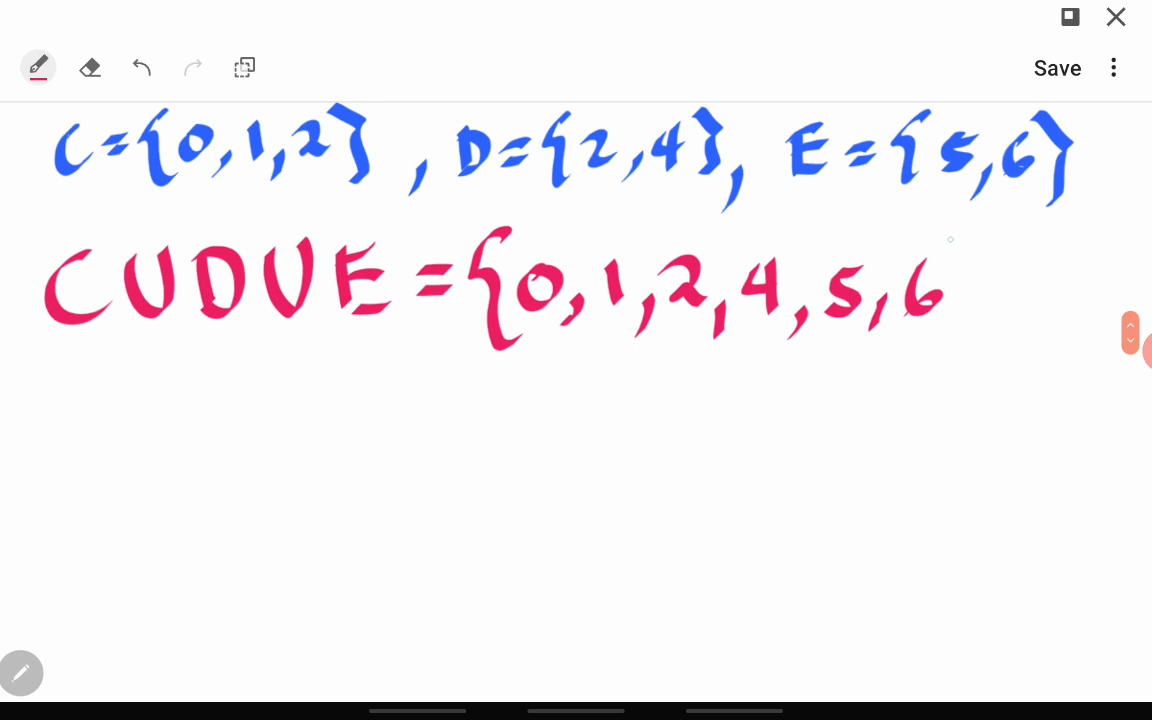 Save
C={0,1,2} , D={2,4}, E={5,6}
CUDUE={0,1,2,4,5,6